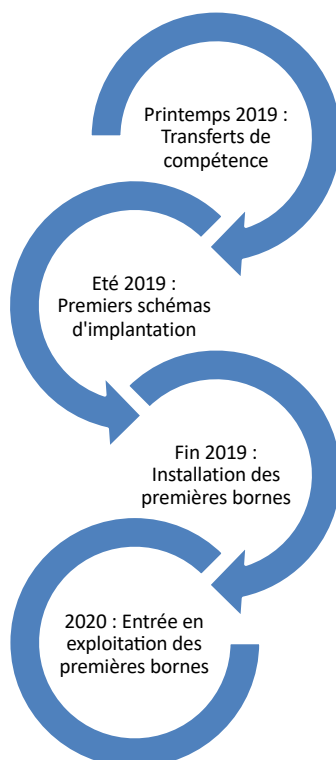 Printemps 2019 :
Transferts de
compétence
Eté 2019 :
Premiers schémas
d'implantation
Fin 2019 :
Installation des
premières bornes
2020 : Entrée en
exploitation des
premières bornes